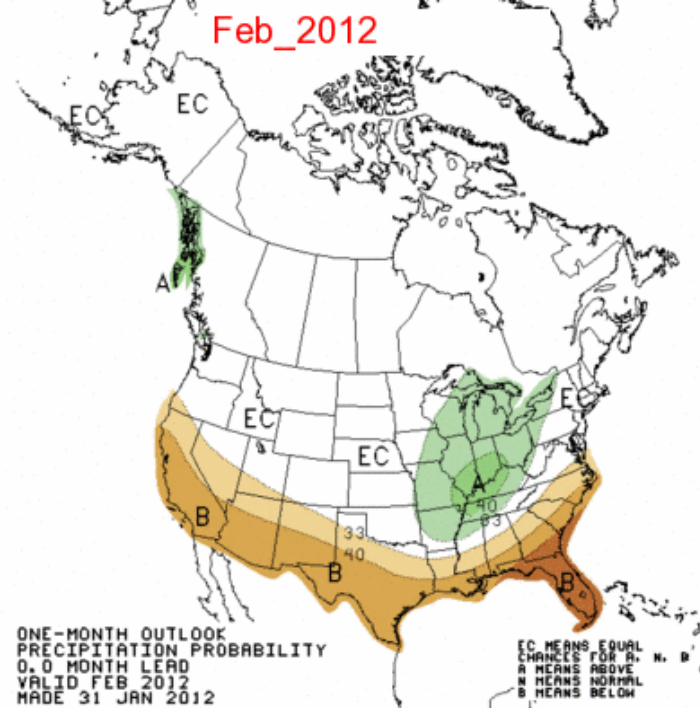 Feb_2012
EC
EC
A
EC
EC
EC
A
40
33
B
33
40
B
B
ONE-MONTH OUTLOOK
PRECIPITATION PROBABILITY
0.0 MONTH LEAD
VALID FEB 2012
MADE 31 JAN 2012
EC MEANS EQUAL
CHANCES FOR A, N, B
A MEANS ABOVE
N MEANS NORMAL
B MEANS BELOW